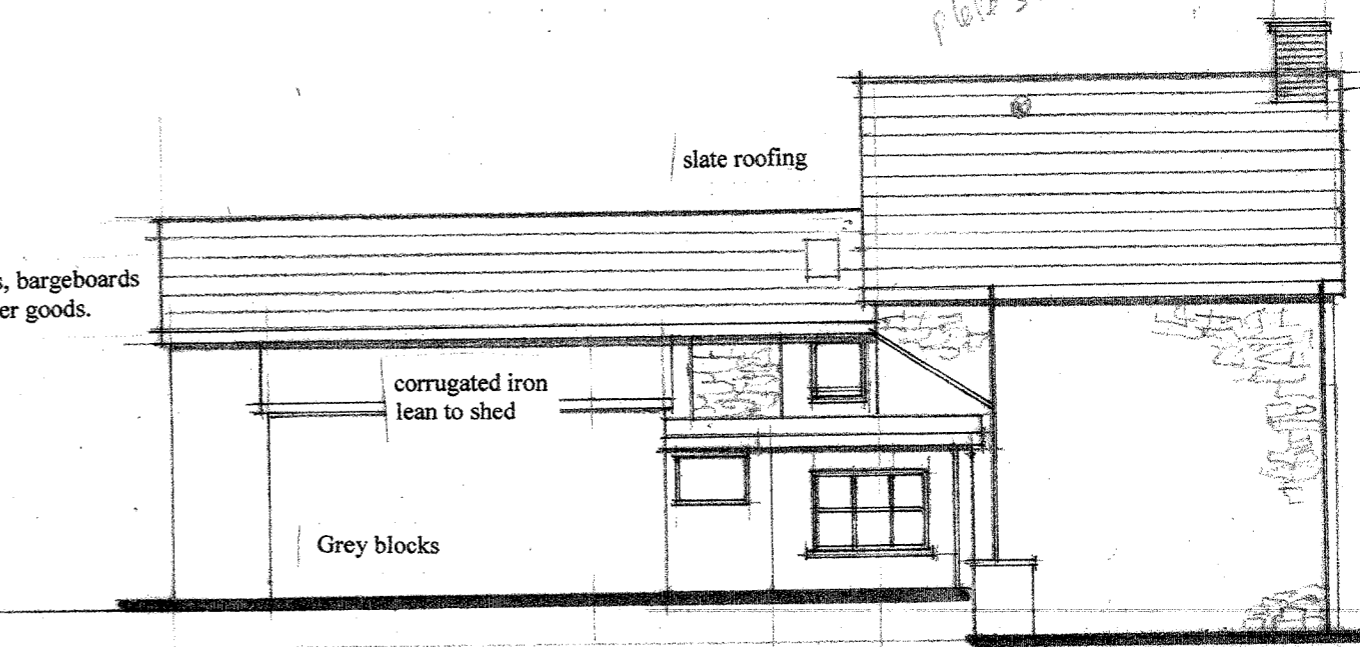 slate roofing
s, bargeboards
er goods.
corrugated iron
lean to shed
Grey blocks